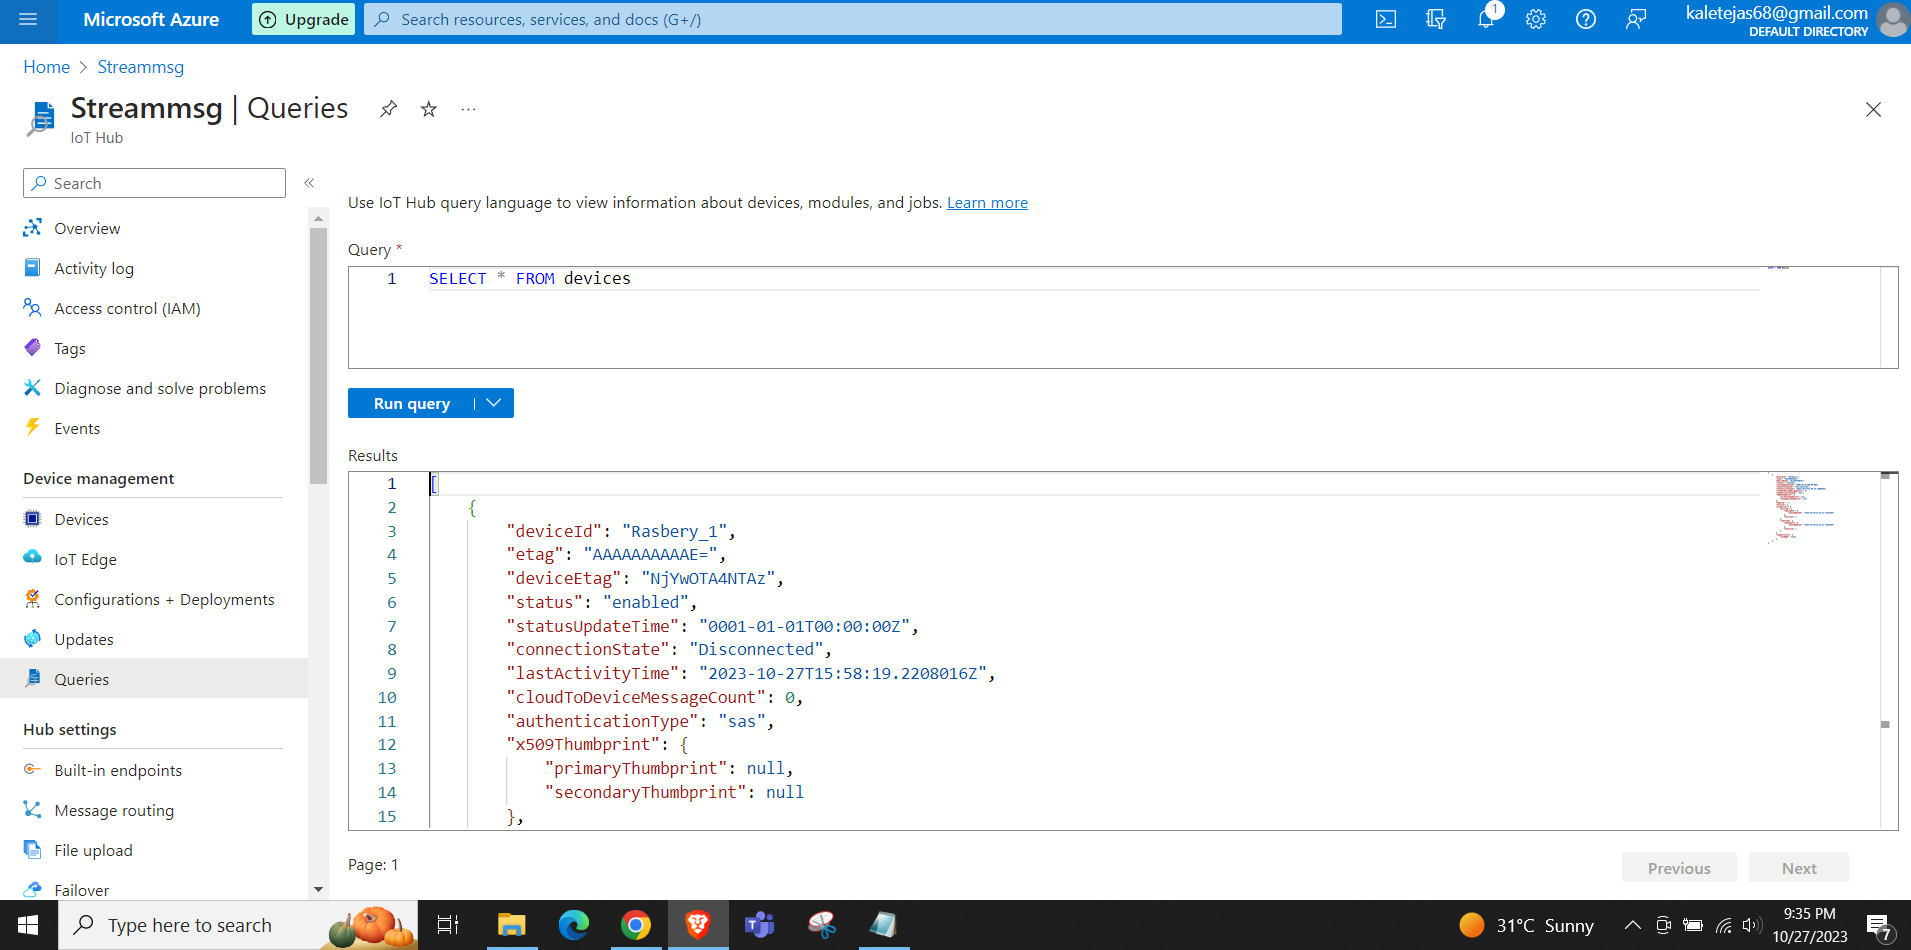 Microsoft Azure
Upgrade
Search resources, services, and docs (G+/)
1
kaletejas68@gmail.com
DEFAULT DIRECTORY
Home > Streammsg
Streammsg | Queries
IoT Hub
Search
Overview
Activity log
Access control (IAM)
Tags
Diagnose and solve problems
Events
Device management
Devices
IoT Edge
Configurations + Deployments
Updates
Queries
Hub settings
Built-in endpoints
Message routing
File upload
Failover
Use IoT Hub query language to view information about devices, modules, and jobs. Learn more
Query *
1 SELECT * FROM devices
Run query
Results
1 [
2 {
3 "deviceId": "Rasbery_1",
4 "etag": "AAAAAAAAAAE=",
5 "deviceEtag": "NjYwOTA4NTAz",
6 "status": "enabled",
7 "statusUpdateTime": "0001-01-01T00:00:00Z",
8 "connectionState": "Disconnected",
9 "lastActivityTime": "2023-10-27T15:58:19.2208016Z",
10 "cloudToDeviceMessageCount": 0,
11 "authenticationType": "sas",
12 "x509Thumbprint": {
13 "primaryThumbprint": null,
14 "secondaryThumbprint": null
15 },
Page: 1
Previous
Next
Type here to search
31°C Sunny
9:35 PM
10/27/2023
7